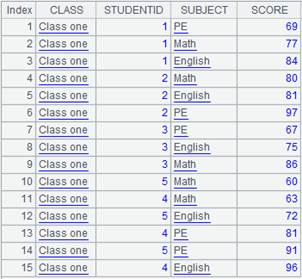 Index CLASS STUDENTID SUBJECT SCORE
1 Class one 1 PE 69
2 Class one 1 Math 77
3 Class one 1 English 84
4 Class one 2 Math 80
5 Class one 2 English 81
6 Class one 2 PE 97
7 Class one 3 PE 67
8 Class one 3 English 75
9 Class one 3 Math 86
10 Class one 5 Math 60
11 Class one 4 Math 63
12 Class one 5 English 72
13 Class one 4 PE 81
14 Class one 5 PE 91
15 Class one 4 English 96